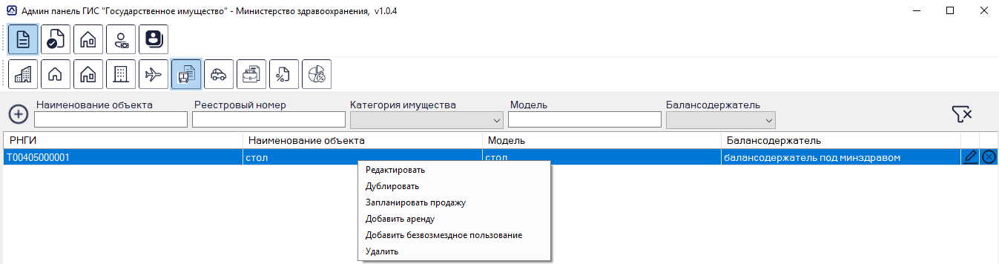 Админ панель ГИС "Государственное имущество" - Министерство здравоохранения, v1.0.4
Наименование объекта Реестровый номер Категория имущества Модель Балансодержатель
РНГИ Наименование объекта Модель Балансодержатель
Т00405000001 стол стол балансодержатель под минздравом
Редактировать
Дублировать
Запланировать продажу
Добавить аренду
Добавить безвозмездное пользование
Удалить